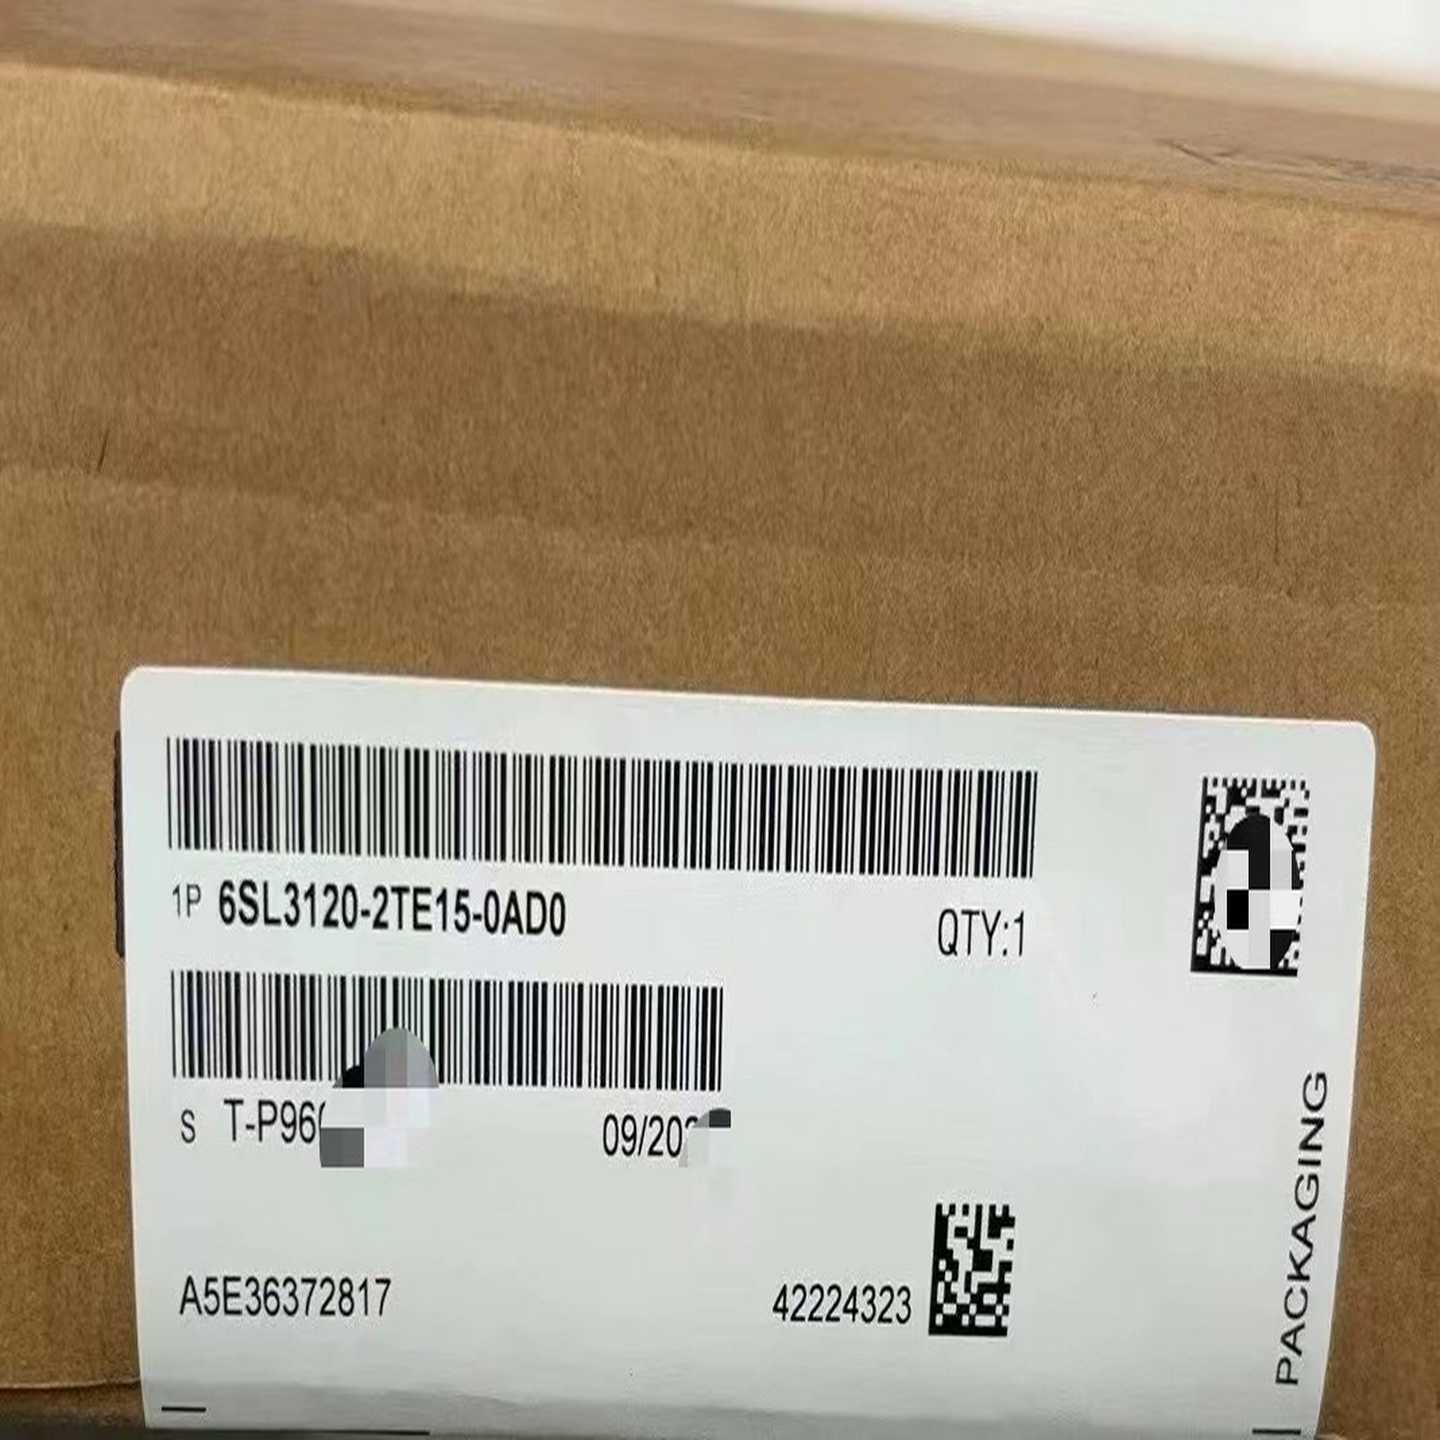 1P 6SL3120-2TE15-0AD0
QTY:1
S T-P96
09/20
A5E36372817
42224323
PACKAGING